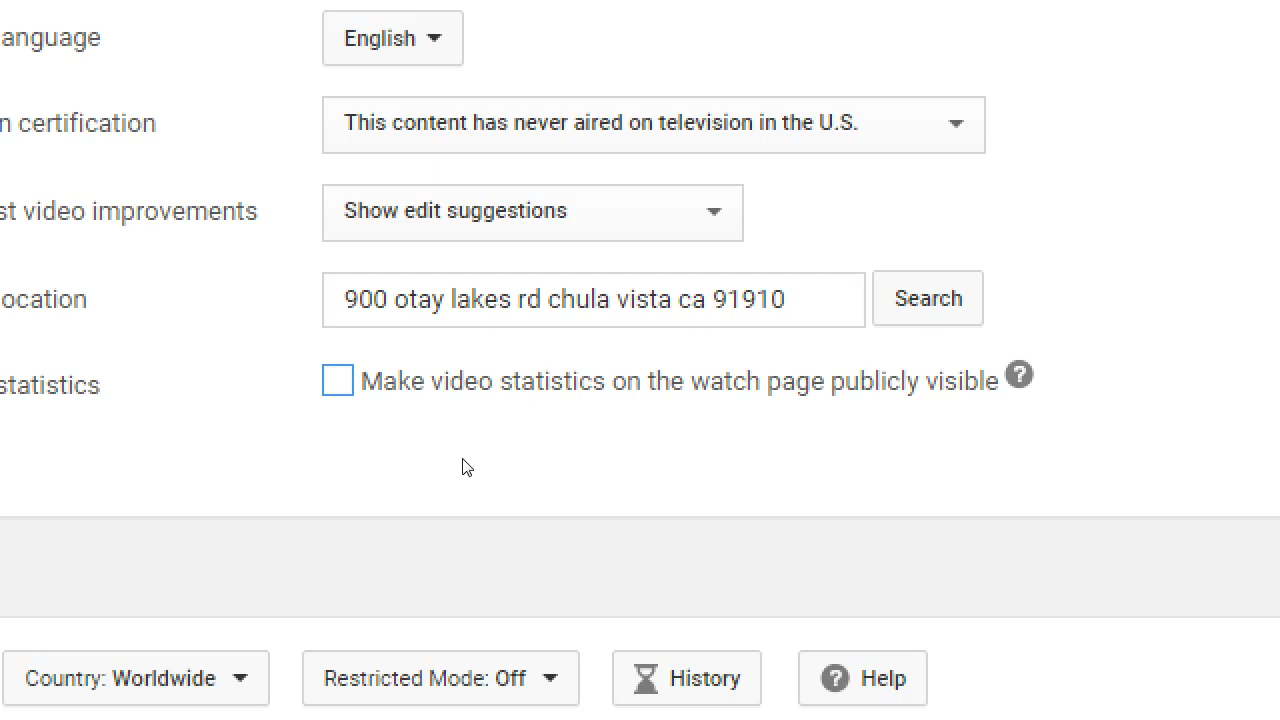 anguage English
n certification This content has never aired on television in the U.S.
st video improvements Show edit suggestions
ocation 900 otay lakes rd chula vista ca 91910 Search
statistics Make video statistics on the watch page publicly visible ?
Country: Worldwide Restricted Mode: Off History ? Help